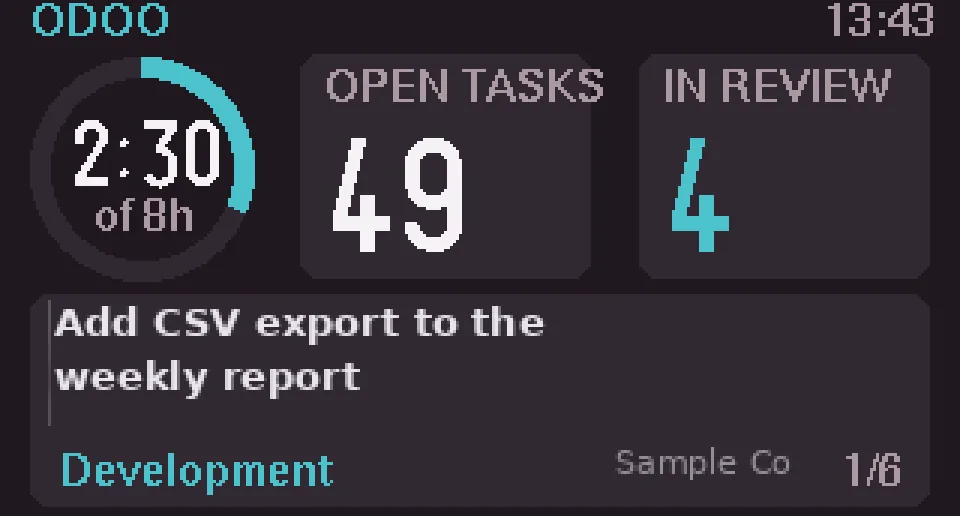 ODOO 13:43
2:30
of 8h
OPEN TASKS
49
IN REVIEW
4
Add CSV export to the
weekly report
Development Sample Co 1/6